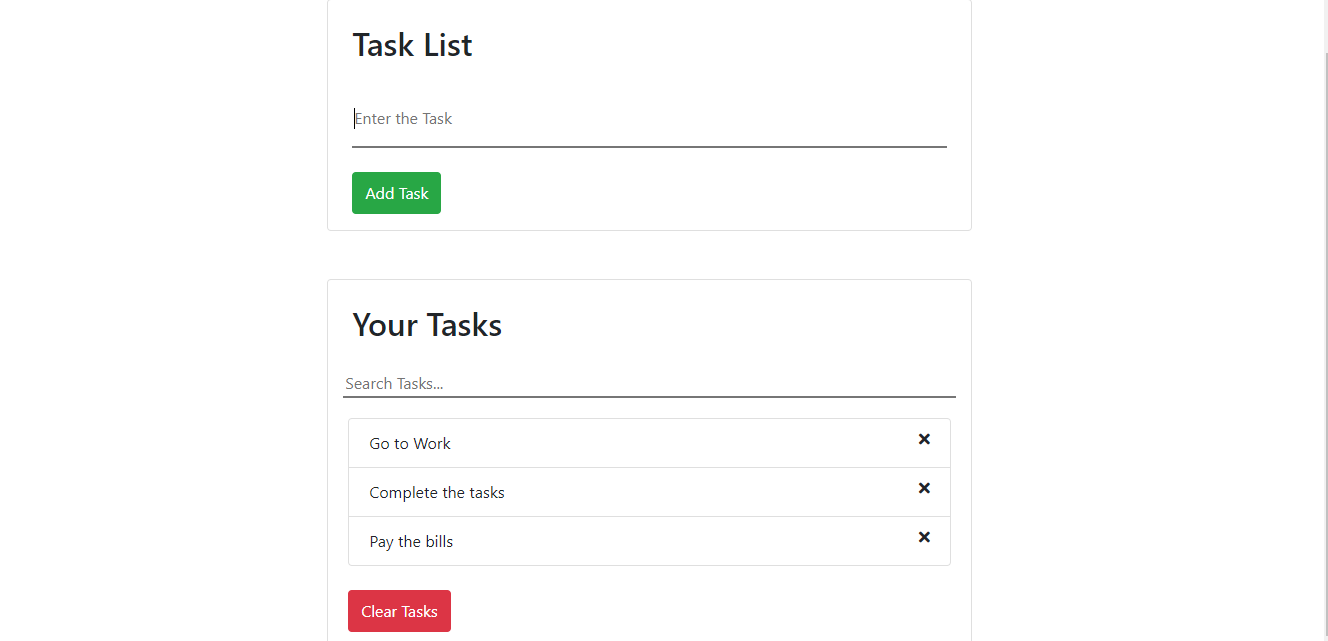 Task List
Enter the Task
Add Task
Your Tasks
Search Tasks...
Go to Work
Complete the tasks
Pay the bills
Clear Tasks